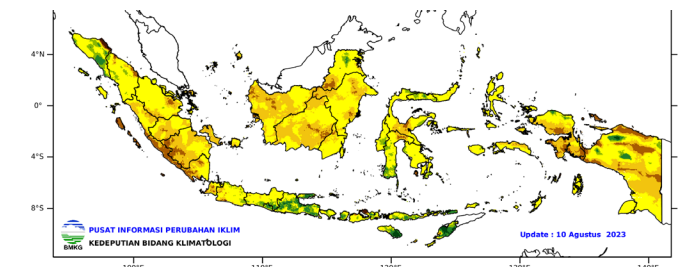 4°N
0°
4°S
8°S
PUSAT INFORMASI PERUBAHAN IKLIM
KEDEPUTIAN BIDANG KLIMATOLOGI
BMKG
Update : 10 Agustus 2023